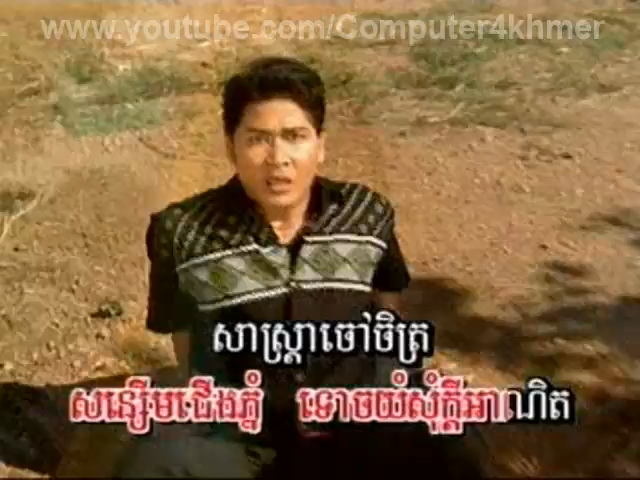 www.youtube.com/Computer4khmer
សាស្ត្រាចៅចិត្រ
សន្សើមជើងភ្នំ ទោចយំសុំក្ដីអាណិត